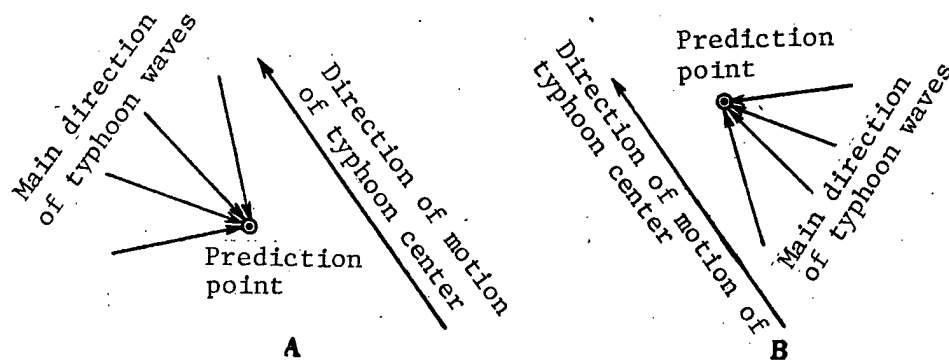 Main direction
of typhoon waves
Direction of motion
of typhoon center
Prediction
point
A
Prediction
point
Direction of motion of
typhoon center
Main direction
of typhoon waves
B